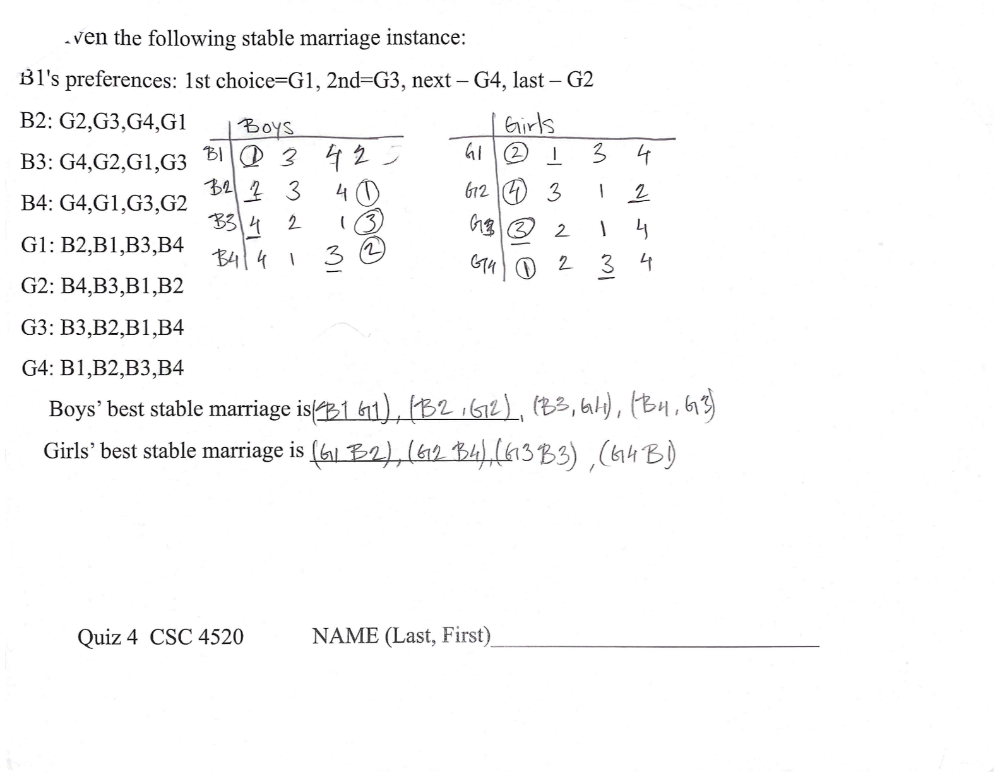 ven the following stable marriage instance:
B1's preferences: 1st choice=G1, 2nd=G3, next – G4, last – G2
B2: G2,G3,G4,G1
B3: G4,G2,G1,G3
B4: G4,G1,G3,G2
G1: B2,B1,B3,B4
G2: B4,B3,B1,B2
G3: B3,B2,B1,B4
G4: B1,B2,B3,B4
Boys
B1 1 3 4 2
B2 2 3 4 1
B3 4 2 1 3
B4 4 1 3 2
Girls
G1 2 1 3 4
G2 4 3 1 2
G3 3 2 1 4
G4 1 2 3 4
Boys’ best stable marriage is (B1 G1), (B2, G2), (B3, G4), (B4, G3)
Girls’ best stable marriage is (G1 B2), (G2 B4), (G3 B3), (G4 B1)
Quiz 4 CSC 4520 NAME (Last, First)